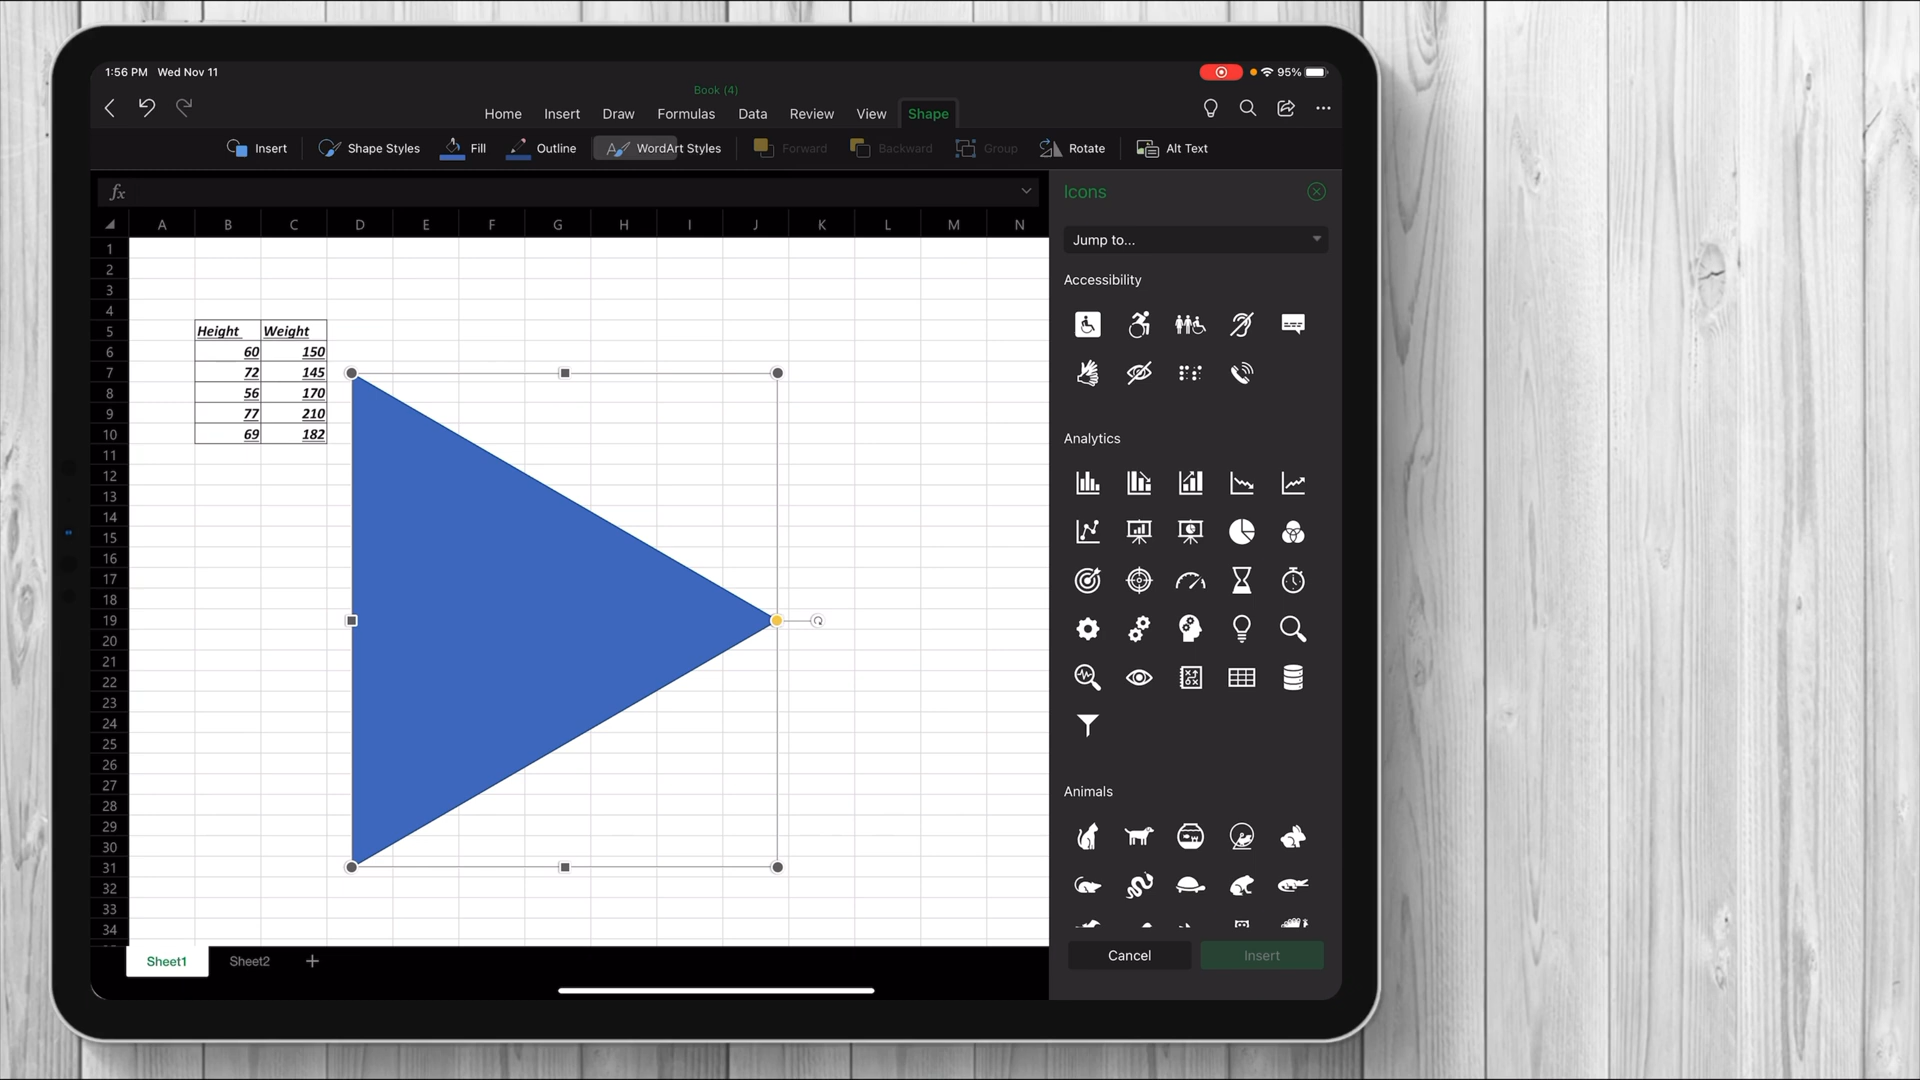 1:56 PM Wed Nov 11
95%
Book (4)
Home Insert Draw Formulas Data Review View Shape
Insert Shape Styles Fill Outline WordArt Styles Forward Backward Group Rotate Alt Text
fx
A B C D E F G H I J K L M N
1
2
3
4
5 Height Weight
6 60 150
7 72 145
8 56 170
9 77 210
10 69 182
11
12
13
14
15
16
17
18
19
20
21
22
23
24
25
26
27
28
29
30
31
32
33
34
Sheet1 Sheet2 +
Icons
Jump to...
Accessibility
Analytics
Animals
Cancel Insert